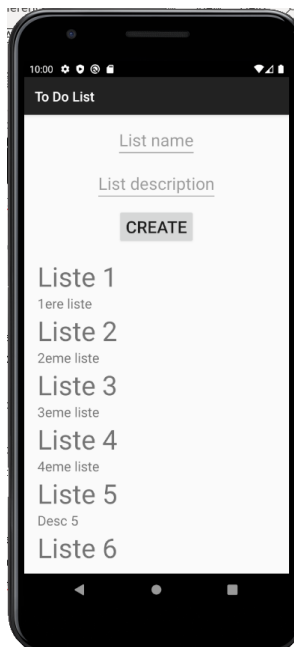 10:00
To Do List
List name
List description
CREATE
Liste 1
1ere liste
Liste 2
2eme liste
Liste 3
3eme liste
Liste 4
4eme liste
Liste 5
Desc 5
Liste 6